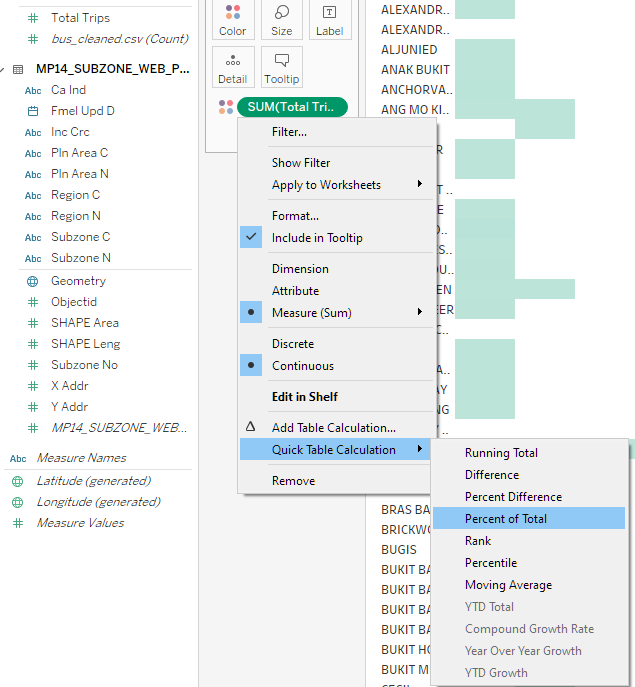 Total Trips
bus_cleaned.csv (Count)
MP14_SUBZONE_WEB_P...
Abc Ca Ind
Fmel Upd D
Abc Inc Crc
Abc Pln Area C
Abc Pln Area N
Abc Region C
Abc Region N
Abc Subzone C
Abc Subzone N
Geometry
Objectid
SHAPE Area
SHAPE Leng
Subzone No
X Addr
Y Addr
MP14_SUBZONE_WEB...
Abc Measure Names
Latitude (generated)
Longitude (generated)
Measure Values
Color
Size
Label
Detail
Tooltip
SUM(Total Tri..
Filter...
Show Filter
Apply to Worksheets
Format...
Include in Tooltip
Dimension
Attribute
Measure (Sum)
Discrete
Continuous
Edit in Shelf
Add Table Calculation...
Quick Table Calculation
Remove
Running Total
Difference
Percent Difference
Percent of Total
Rank
Percentile
Moving Average
YTD Total
Compound Growth Rate
Year Over Year Growth
YTD Growth
ALEXANDR..
ALEXANDR..
ALJUNIED
ANAK BUKIT
ANCHORVA..
ANG MO KI..
BRAS BA
BRICKWO
BUGIS
BUKIT BA
BUKIT BA
BUKIT BA
BUKIT BA
BUKIT HO
BUKIT M